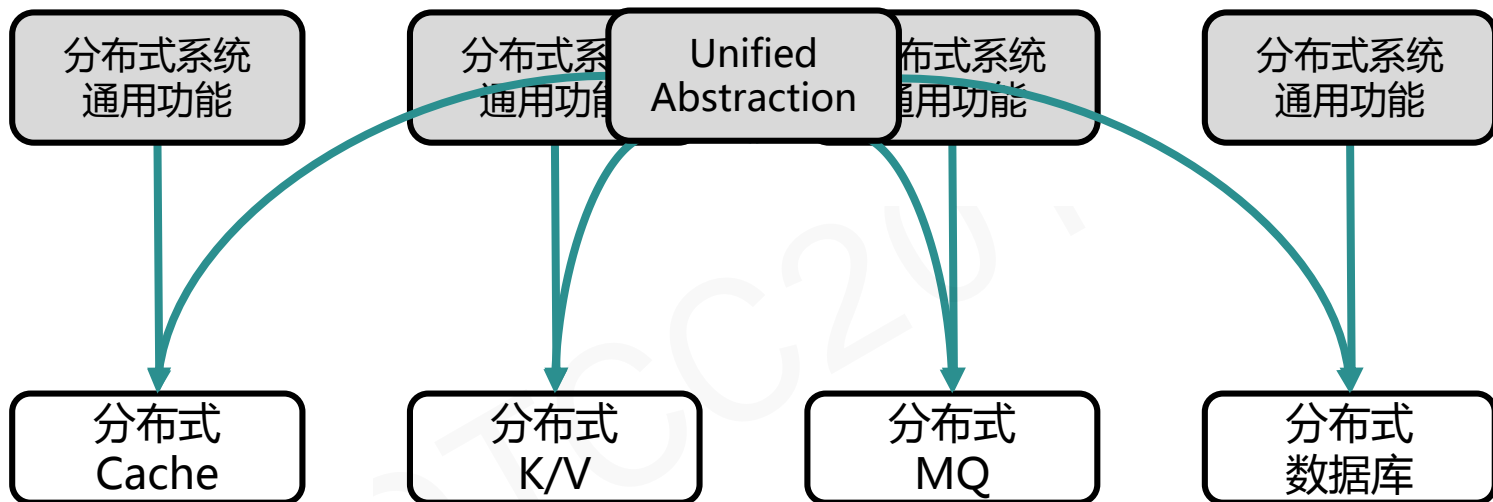 分布式系统
通用功能
分布式系
通用功
Unified
Abstraction
布式系统
用功能
分布式系统
通用功能
分布式
Cache
分布式
K/V
分布式
MQ
分布式
数据库